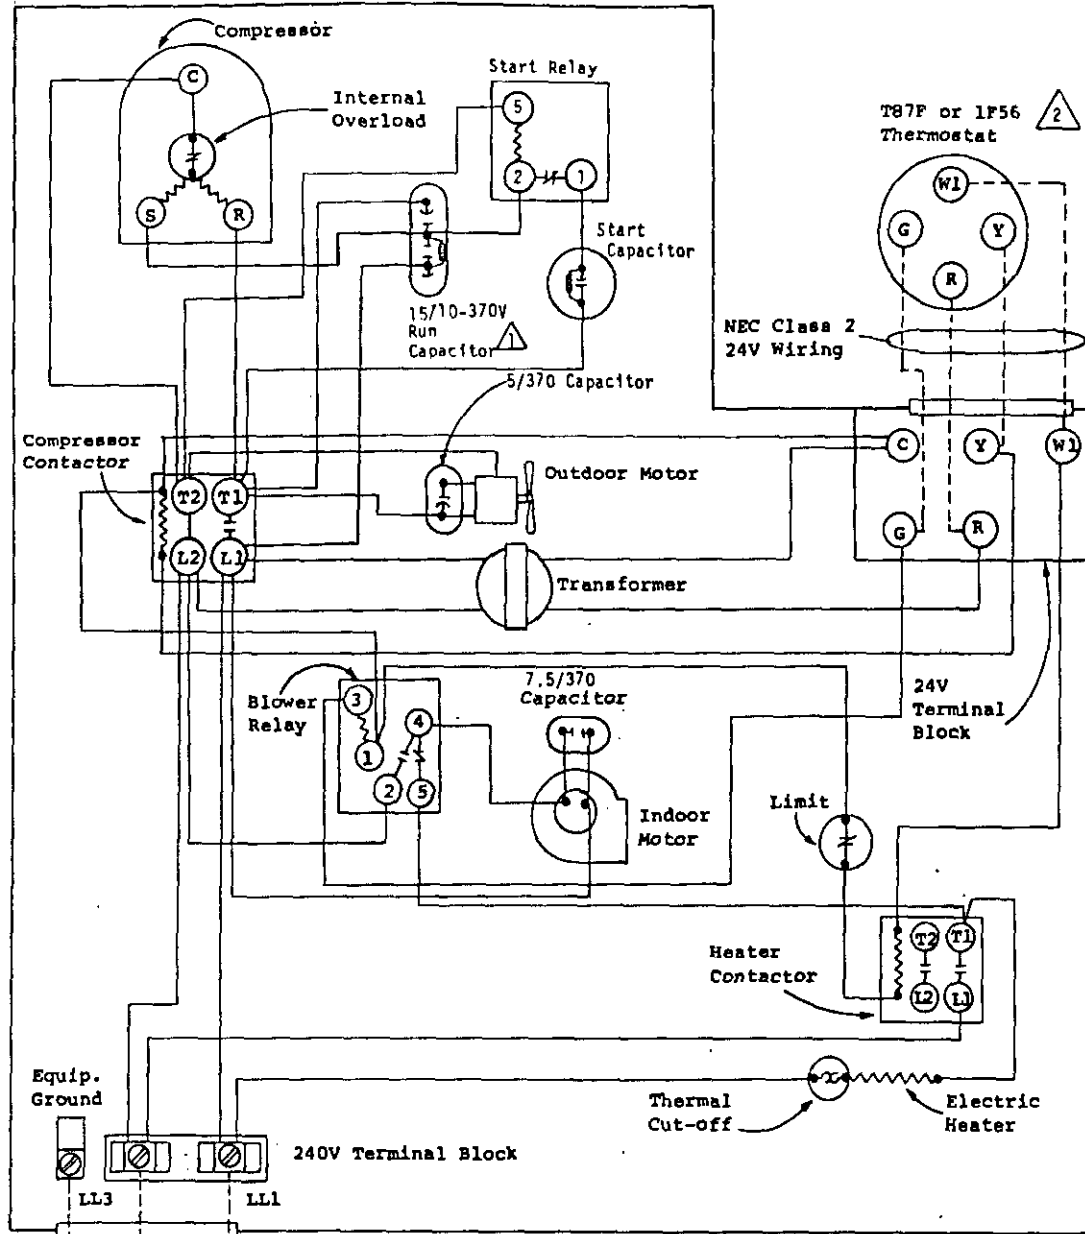 Compressor
C
Internal
Overload
S
R
Start Relay
5
2
1
Start
Capacitor
15/10-370V
Run
Capacitor
1
5/370 Capacitor
T87F or 1F56
Thermostat
2
W1
G
Y
R
NEC Class 2
24V Wiring
Compressor
Contactor
T2
T1
L2
L1
Outdoor Motor
Transformer
C
Y
W1
G
R
24V
Terminal
Block
Blower
Relay
3
4
1
2
5
7.5/370
Capacitor
Indoor
Motor
Limit
Heater
Contactor
T2
T1
L2
L1
Thermal
Cut-off
Electric
Heater
Equip.
Ground
240V Terminal Block
LL3
LL1